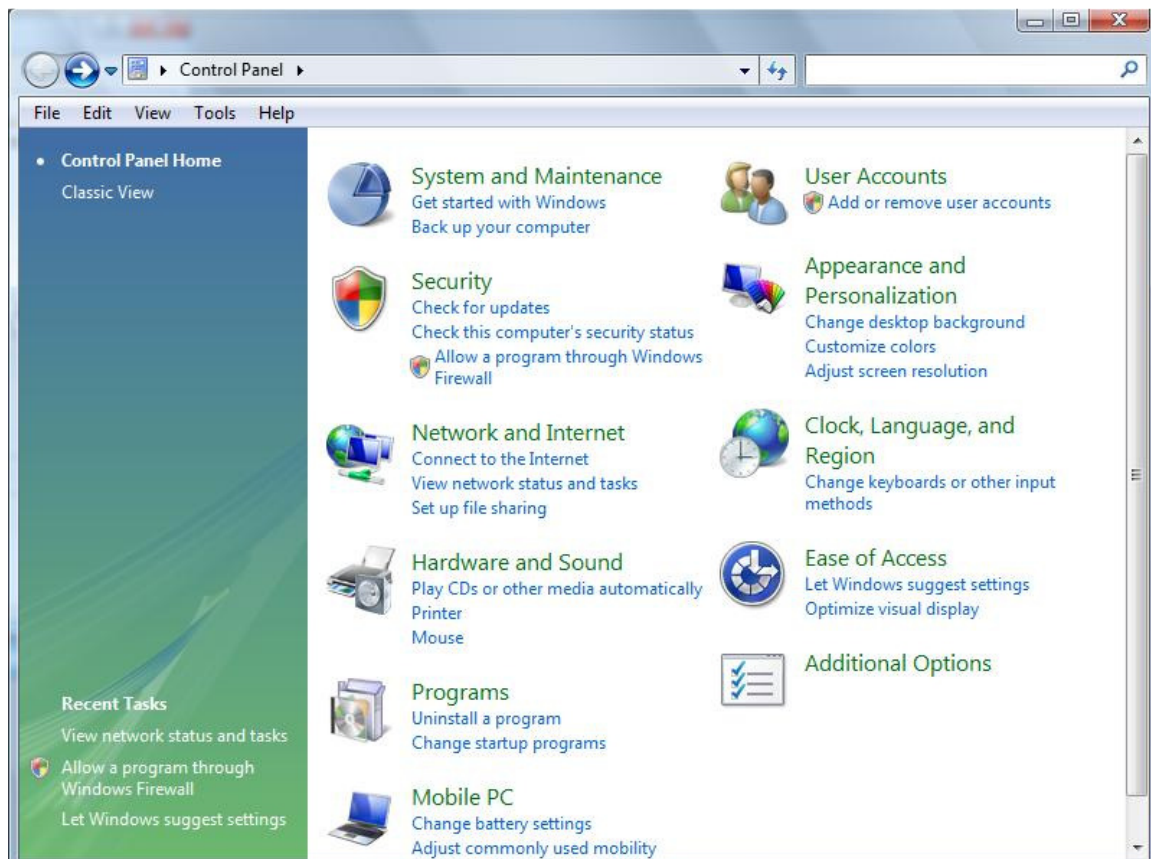 Control Panel
File Edit View Tools Help
Control Panel Home
Classic View
Recent Tasks
View network status and tasks
Allow a program through
Windows Firewall
Let Windows suggest settings
System and Maintenance
Get started with Windows
Back up your computer
Security
Check for updates
Check this computer's security status
Allow a program through Windows
Firewall
Network and Internet
Connect to the Internet
View network status and tasks
Set up file sharing
Hardware and Sound
Play CDs or other media automatically
Printer
Mouse
Programs
Uninstall a program
Change startup programs
Mobile PC
Change battery settings
Adjust commonly used mobility
User Accounts
Add or remove user accounts
Appearance and
Personalization
Change desktop background
Customize colors
Adjust screen resolution
Clock, Language, and
Region
Change keyboards or other input
methods
Ease of Access
Let Windows suggest settings
Optimize visual display
Additional Options